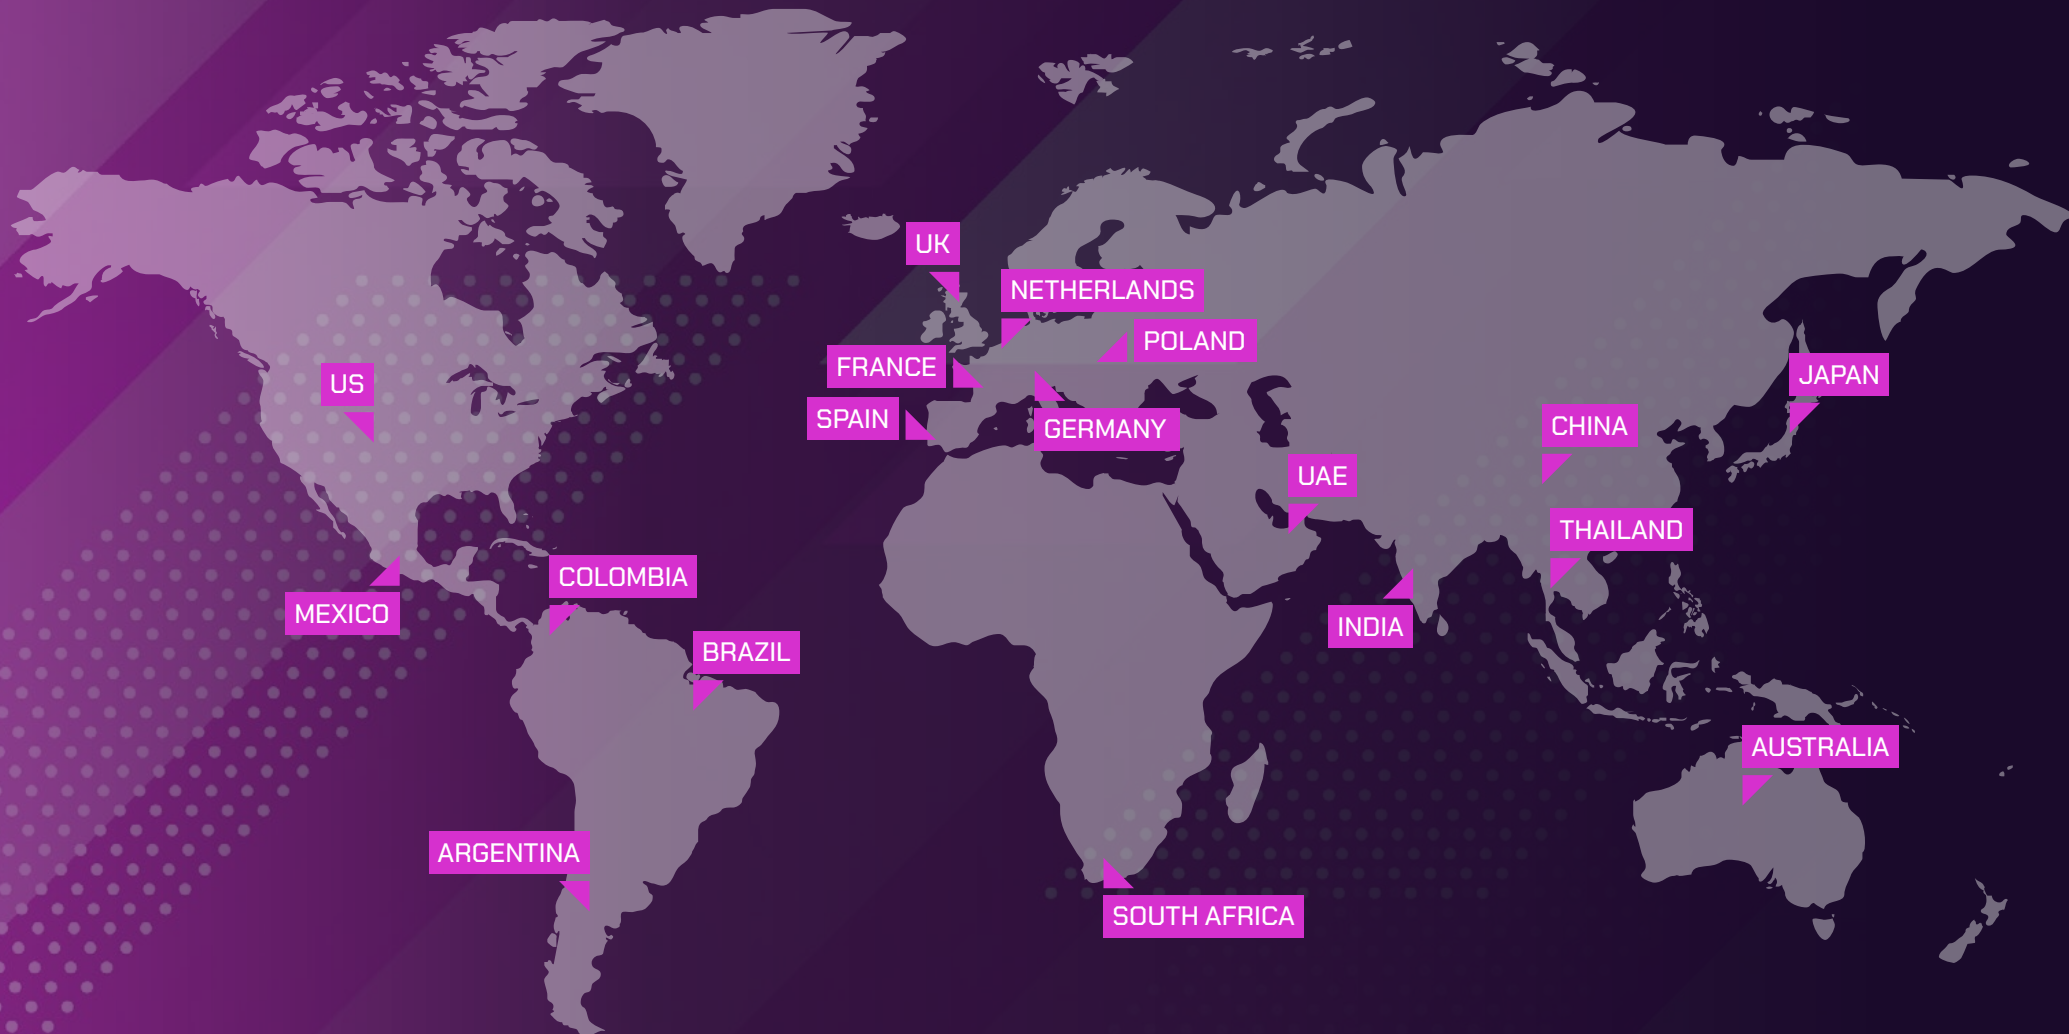 UK
NETHERLANDS
POLAND
FRANCE
JAPAN
US
SPAIN
GERMANY
CHINA
UAE
THAILAND
COLOMBIA
MEXICO
INDIA
BRAZIL
AUSTRALIA
ARGENTINA
SOUTH AFRICA